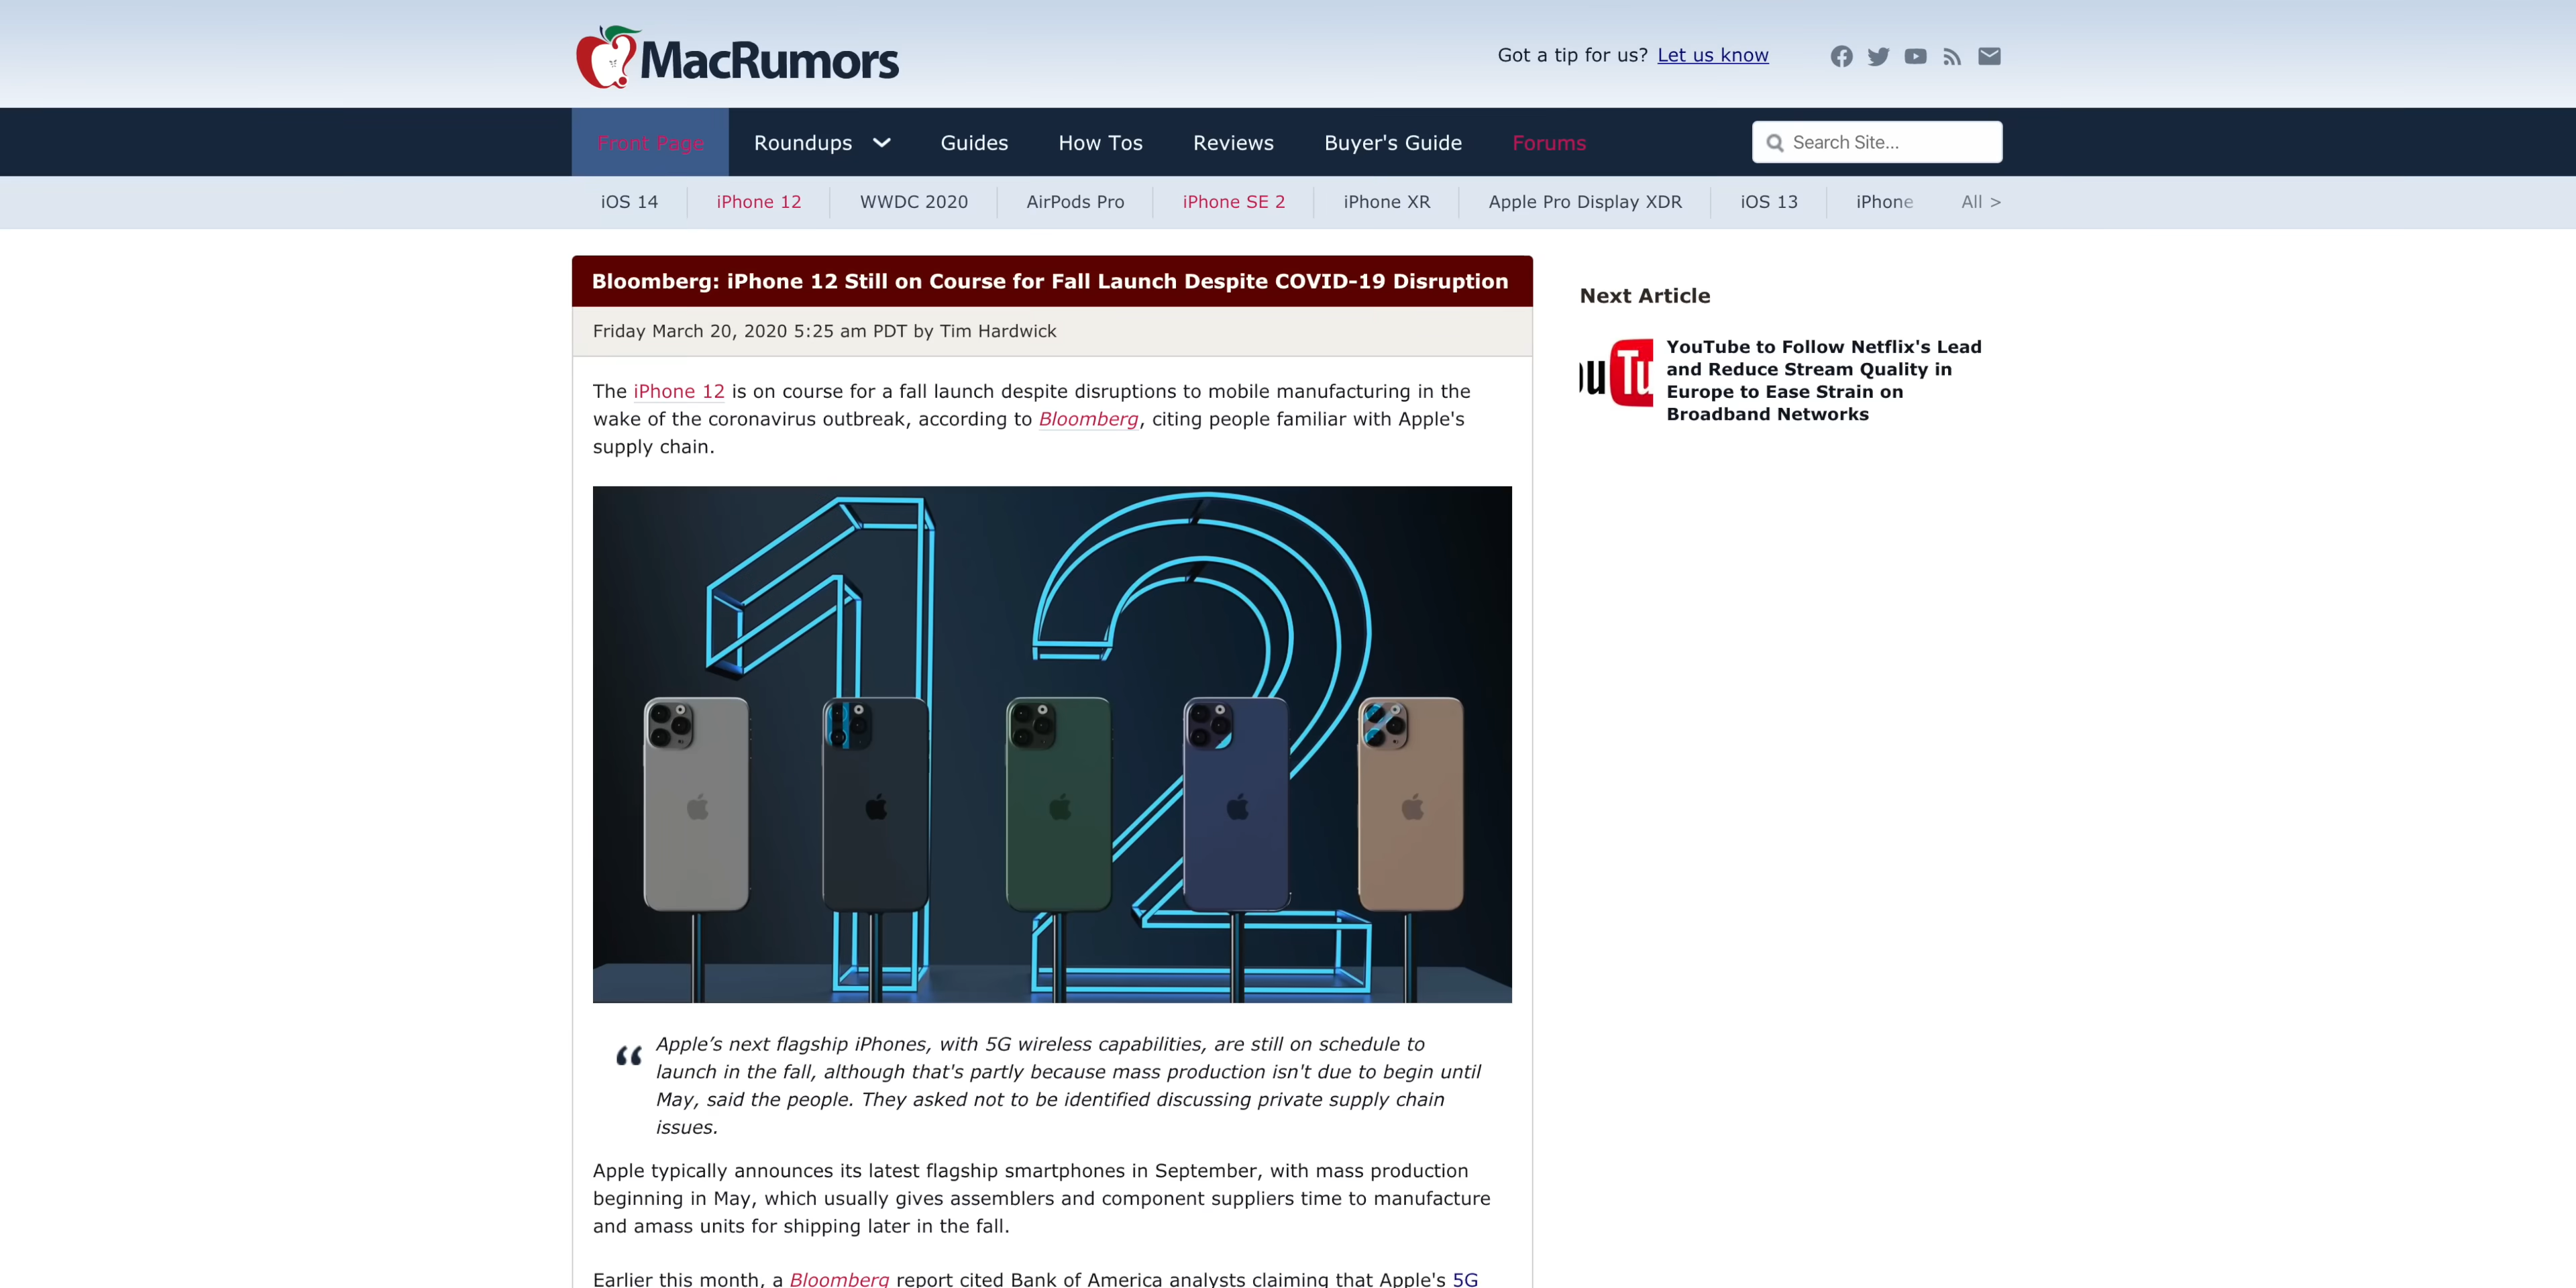 MacRumors
Got a tip for us? Let us know
Front Page
Roundups
Guides
How Tos
Reviews
Buyer's Guide
Forums
Search Site...
iOS 14
iPhone 12
WWDC 2020
AirPods Pro
iPhone SE 2
iPhone XR
Apple Pro Display XDR
iOS 13
iPhone
All >
Bloomberg: iPhone 12 Still on Course for Fall Launch Despite COVID-19 Disruption
Friday March 20, 2020 5:25 am PDT by Tim Hardwick
The iPhone 12 is on course for a fall launch despite disruptions to mobile manufacturing in the
wake of the coronavirus outbreak, according to Bloomberg, citing people familiar with Apple's
supply chain.
12
“ Apple’s next flagship iPhones, with 5G wireless capabilities, are still on schedule to
launch in the fall, although that's partly because mass production isn't due to begin until
May, said the people. They asked not to be identified discussing private supply chain
issues.
Apple typically announces its latest flagship smartphones in September, with mass production
beginning in May, which usually gives assemblers and component suppliers time to manufacture
and amass units for shipping later in the fall.
Earlier this month, a Bloomberg report cited Bank of America analysts claiming that Apple's 5G
Next Article
uTu
YouTube to Follow Netflix's Lead
and Reduce Stream Quality in
Europe to Ease Strain on
Broadband Networks